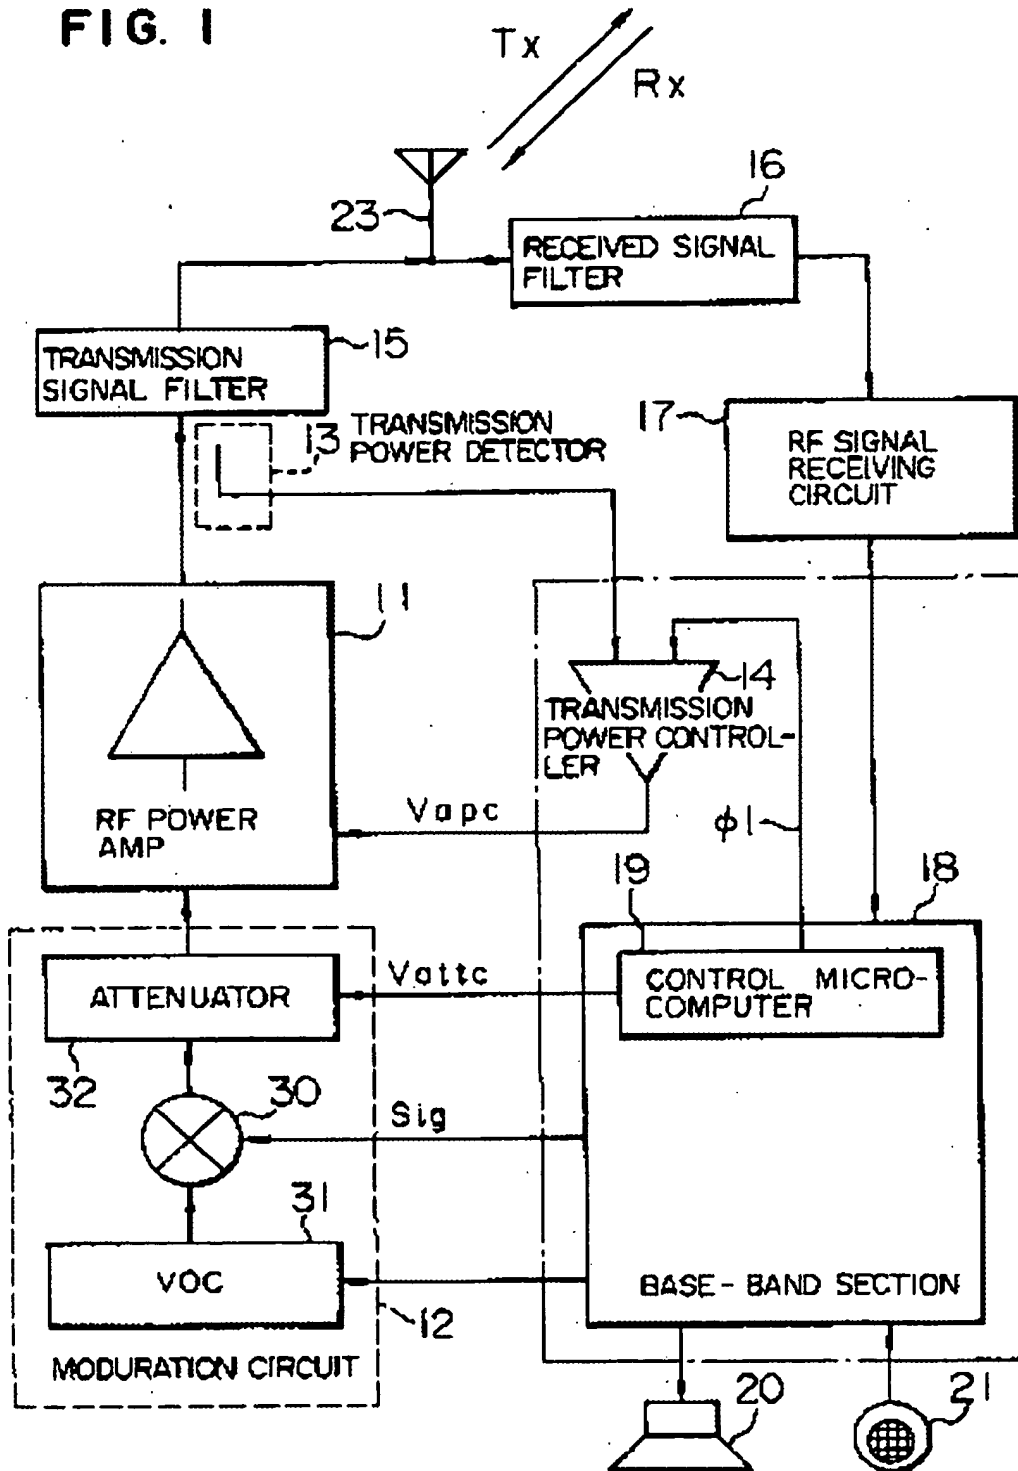 FIG. 1
Tx
Rx
23
16
RECEIVED SIGNAL
FILTER
15
TRANSMISSION
SIGNAL FILTER
13
TRANSMISSION
POWER DETECTOR
17
RF SIGNAL
RECEIVING
CIRCUIT
11
RF POWER
AMP
14
TRANSMISSION
POWER CONTROL-
LER
Vapc
φ1
19
18
CONTROL MICRO-
COMPUTER
Vattc
ATTENUATOR
32
30
Sig
31
VOC
12
MODURATION CIRCUIT
BASE-BAND SECTION
20
21